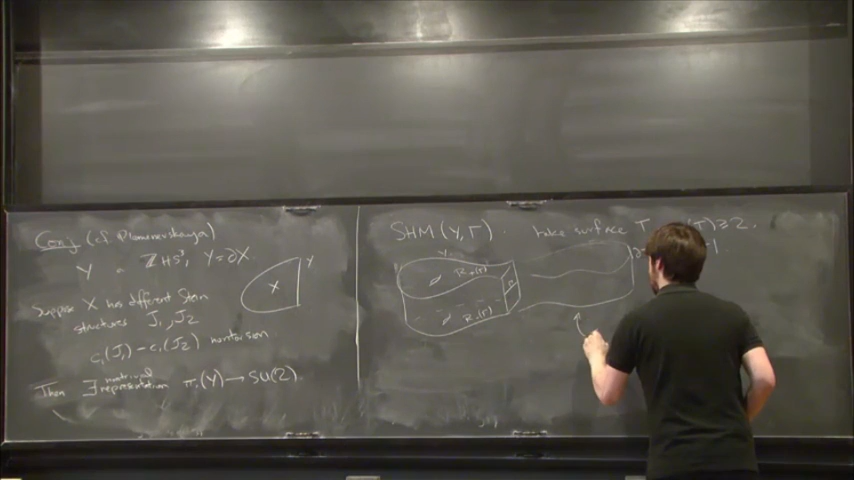 Conj (cf Plamenevskaya)
Y a ZHS³, Y=∂X.
X Y
Suppose X has different Stein
structures J₁, J₂
c₁(J₁) - c₁(J₂) nontorsion
Then ∃ nontrivial representation π₁(Y) → SU(2)
SHM(Y,Γ). take surface T (T) ≥ 2.
Y
R₊(Γ)
R₋(Γ)